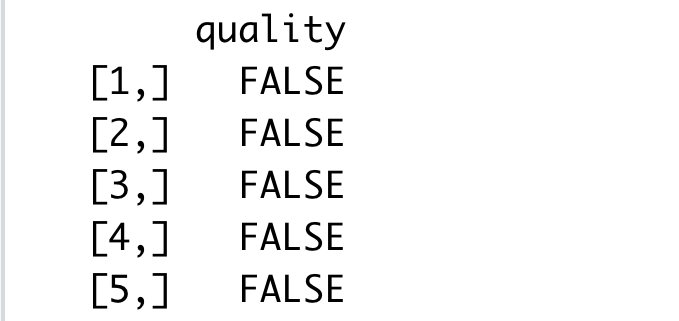 quality
[1,] FALSE
[2,] FALSE
[3,] FALSE
[4,] FALSE
[5,] FALSE